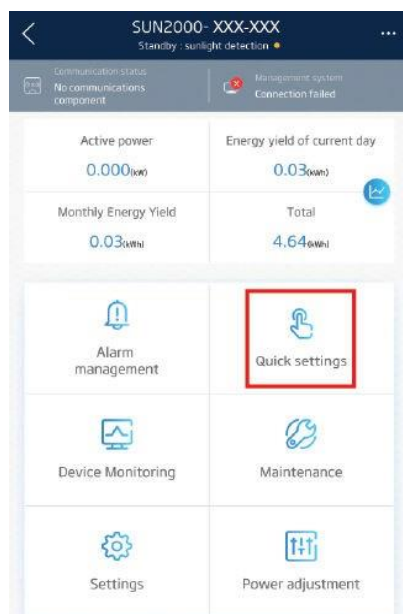 SUN2000- XXX-XXX
Standby : sunlight detection
Communication status
No communications
component
Management system
Connection failed
Active power
0.000(kW)
Energy yield of current day
0.03(kWh)
Monthly Energy Yield
0.03(kWh)
Total
4.64(kWh)
Alarm
management
Quick settings
Device Monitoring
Maintenance
Settings
Power adjustment